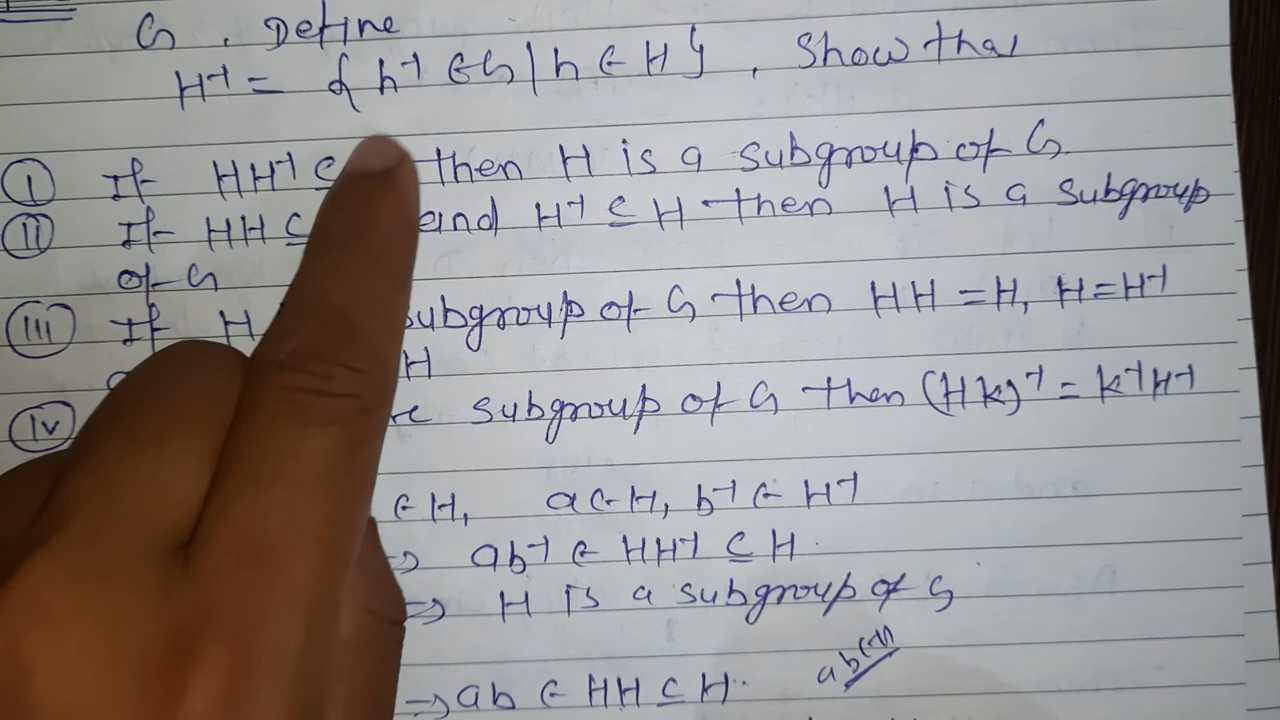 G. Define
H⁻¹ = { h⁻¹ ∈ G | h ∈ H }, Show that
(I) If HH⁻¹ ⊆ then H is a subgroup of G
(II) If HH ⊆ and H⁻¹ ⊆ H then H is a subgroup
of G
(III) If H subgroup of G then HH = H, H = H⁻¹
H
(IV) subgroup of G then (HK)⁻¹ = K⁻¹H⁻¹
∈ H, a ∈ H, b⁻¹ ∈ H⁻¹
⇒ ab⁻¹ ∈ HH⁻¹ ⊆ H.
⇒ H is a subgroup of G
⇒ ab ∈ HH ⊆ H.